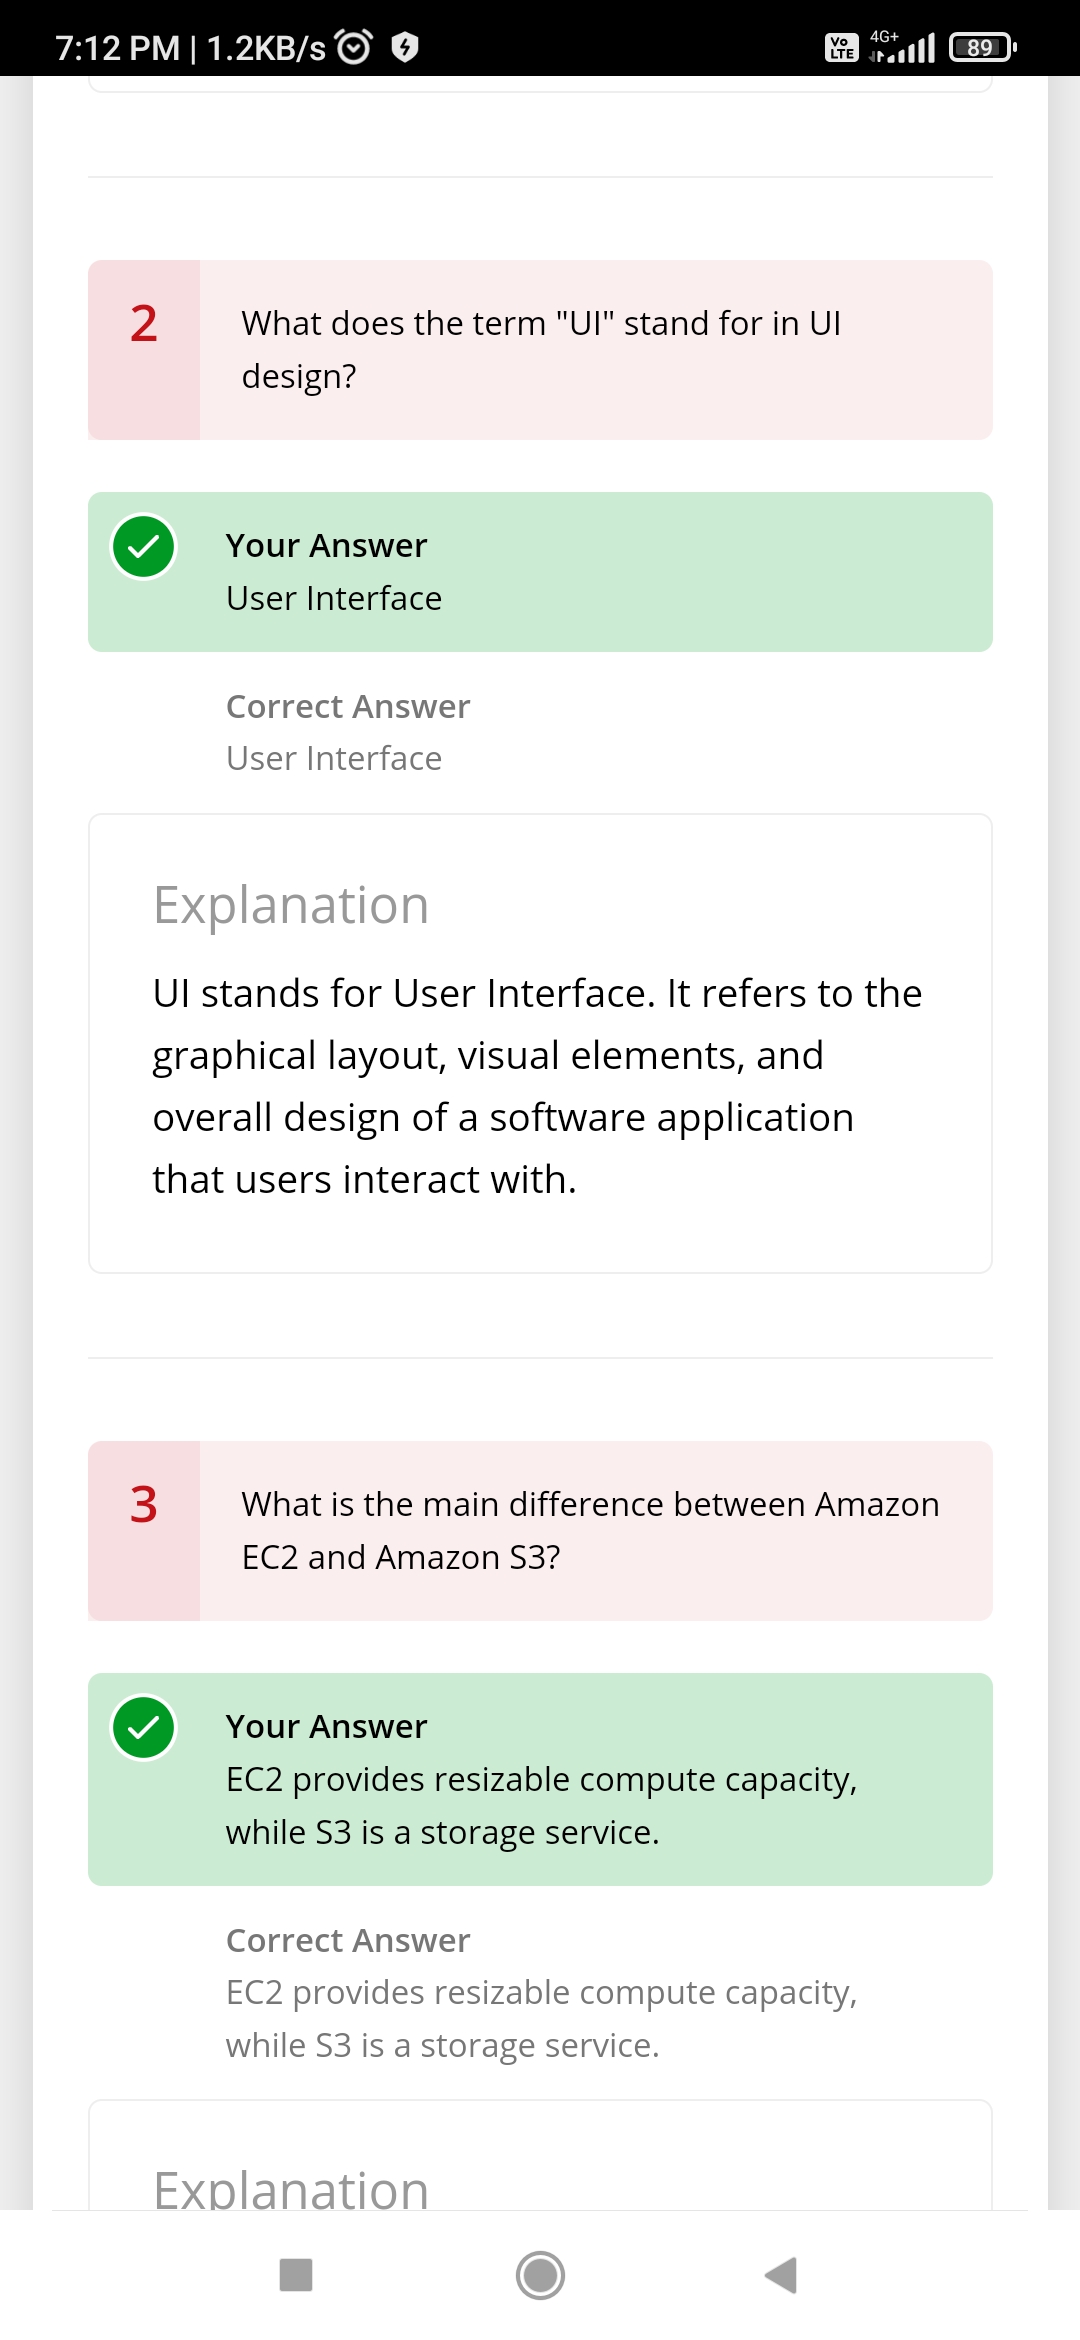 7:12 PM | 1.2KB/s
Vo LTE 4G+ 89
2
What does the term "UI" stand for in UI
design?
Your Answer
User Interface
Correct Answer
User Interface
Explanation
UI stands for User Interface. It refers to the
graphical layout, visual elements, and
overall design of a software application
that users interact with.
3
What is the main difference between Amazon
EC2 and Amazon S3?
Your Answer
EC2 provides resizable compute capacity,
while S3 is a storage service.
Correct Answer
EC2 provides resizable compute capacity,
while S3 is a storage service.
Explanation